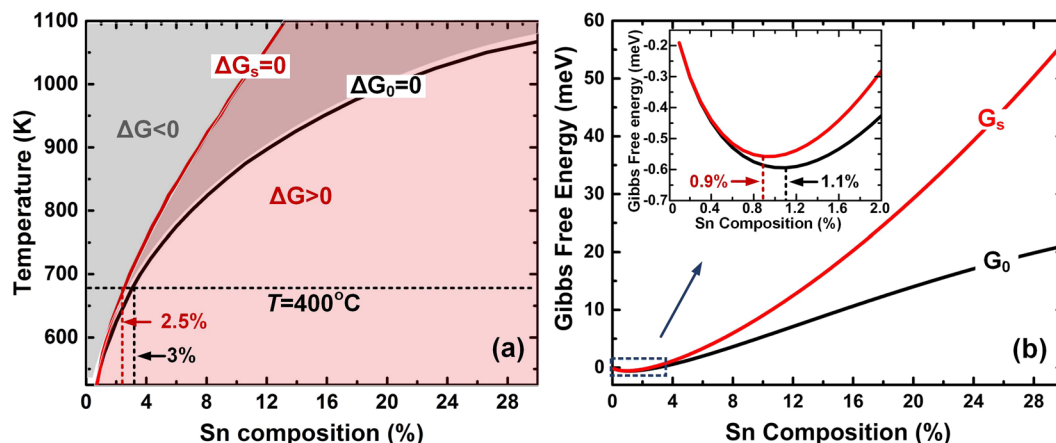 1100
1000
900
800
700
600
0
4
8
12
16
20
24
28
Temperature (K)
Sn composition (%)
ΔGs=0
ΔG0=0
ΔG<0
ΔG>0
T=400°C
2.5%
3%
(a)
60
50
40
30
20
10
0
0
4
8
12
16
20
24
28
Gibbs Free Energy (meV)
Sn Composition (%)
Gs
G0
(b)
-0.2
-0.3
-0.4
-0.5
-0.6
-0.7
0.4
0.8
1.2
1.6
2.0
Gibbs Free energy (meV)
Sn Composition (%)
0.9%
1.1%